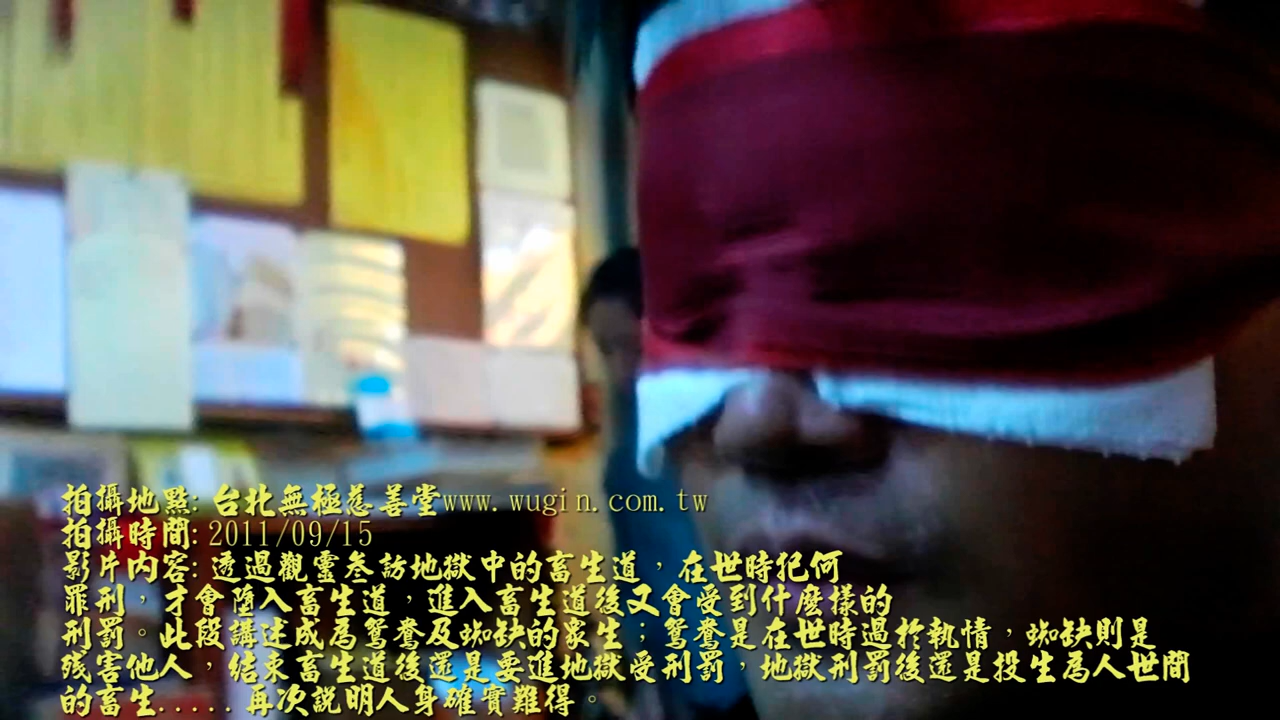 拍攝地點: 台北無極慈善堂www.wugin.com.tw
拍攝時間: 2011/09/15
影片內容: 透過觀靈叅訪地獄中的畜生道，在世時犯何
罪刑，才會墮入畜生道，進入畜生道後又會受到什麼樣的
刑罰。此段講述成為鴛鴦及蜘蛛的眾生；鴛鴦是在世時過於執情，蜘蛛則是
殘害他人，結束畜生道後還是要進地獄受刑罰，地獄刑罰後還是投生為人世間
的畜生.....再次說明人身確實難得。